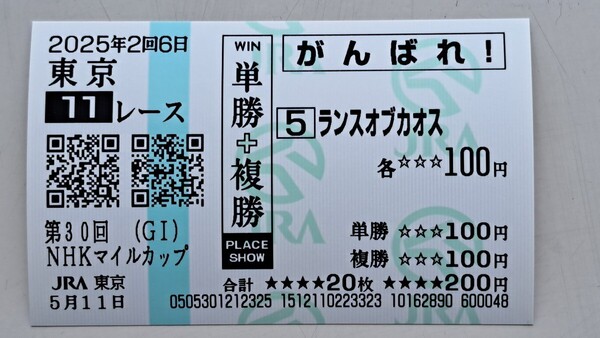 2025年2回6日
東京
11レース
第30回 (GI)
NHKマイルカップ
JRA 東京
5月11日
WIN
単勝+複勝
PLACE
SHOW
がんばれ!
5 ランスオブカオス
各☆☆☆100円
単勝 ☆☆☆100円
複勝 ☆☆☆100円
合計 ★★★★20枚 ★★★★200円
0505301212325 1512110223323 10162890 600048
JRA
JRA